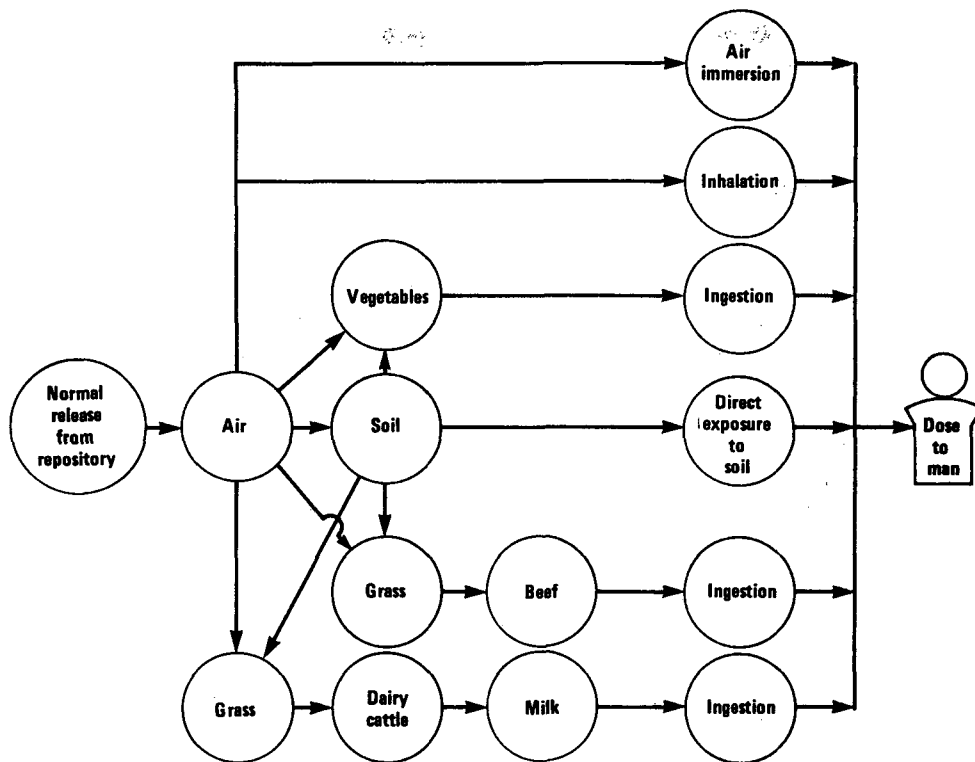 Air
immersion
Inhalation
Vegetables
Ingestion
Normal
release
from
repository
Air
Soil
Direct
exposure
to
soil
Dose
to
man
Grass
Beef
Ingestion
Grass
Dairy
cattle
Milk
Ingestion